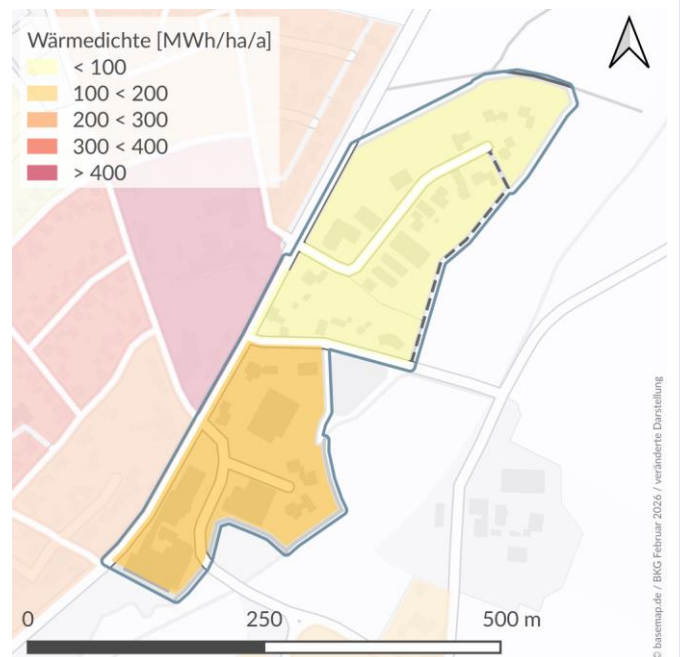 Wärmedichte [MWh/ha/a]
< 100
100 < 200
200 < 300
300 < 400
> 400
© basemap.de / BKG Februar 2026 / veränderte Darstellung
0 250 500 m